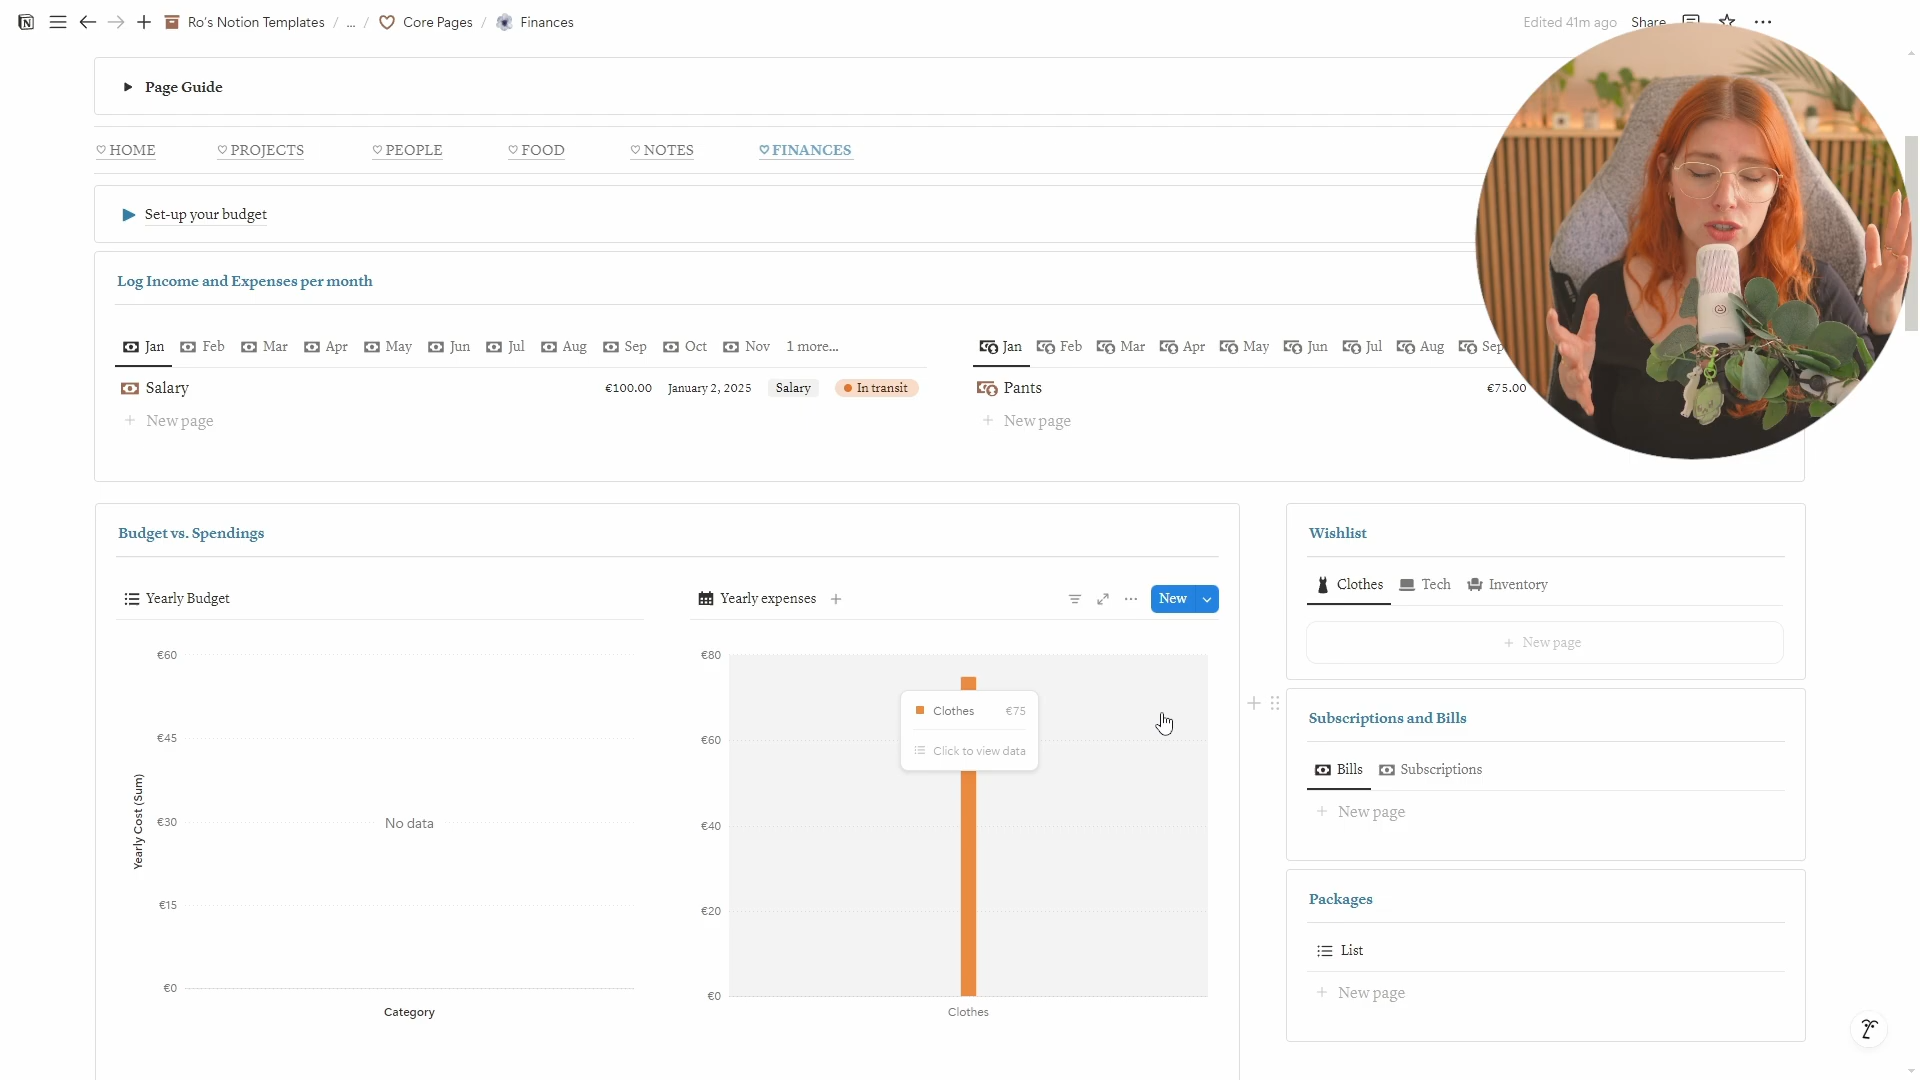 Ro's Notion Templates / ... / Core Pages / Finances
Edited 41m ago Share
Page Guide
HOME PROJECTS PEOPLE FOOD NOTES FINANCES
Set-up your budget
Log Income and Expenses per month
Jan Feb Mar Apr May Jun Jul Aug Sep Oct Nov 1 more...
Salary €100.00 January 2, 2025 Salary In transit
+ New page
Jan Feb Mar Apr May Jun Jul Aug Sep
Pants €75.00
+ New page
Budget vs. Spendings
Yearly Budget
€60
€45
€30
€15
€0
Yearly Cost (Sum)
No data
Category
Yearly expenses +
New
€80
€60
€40
€20
€0
Clothes €75
Click to view data
Clothes
Wishlist
Clothes Tech Inventory
+ New page
Subscriptions and Bills
Bills Subscriptions
+ New page
Packages
List
+ New page